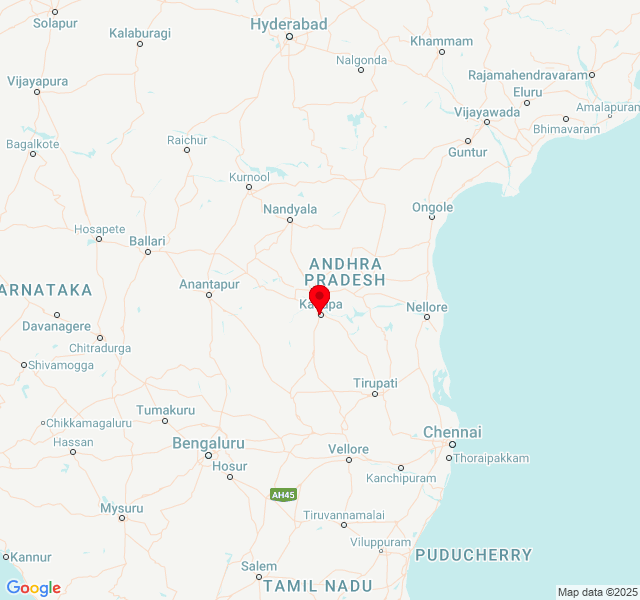 Solapur
Kalaburagi
Hyderabad
Khammam
Nalgonda
Rajamahendravaram
Vijayapura
Eluru
Amalapuram
Vijayawada
Bhimavaram
Bagalkote
Raichur
Guntur
Kurnool
Nandyala
Ongole
Hosapete
Ballari
ANDHRA
PRADESH
Anantapur
ARNATAKA
Nellore
Davanagere
Chitradurga
Shivamogga
Tirupati
Tumakuru
Chikkamagaluru
Chennai
Bengaluru
Hassan
Vellore
Thoraipakkam
Hosur
Kanchipuram
AH45
Mysuru
Tiruvannamalai
Viluppuram
PUDUCHERRY
Kannur
Salem
TAMIL NADU
Google
Map data ©2025